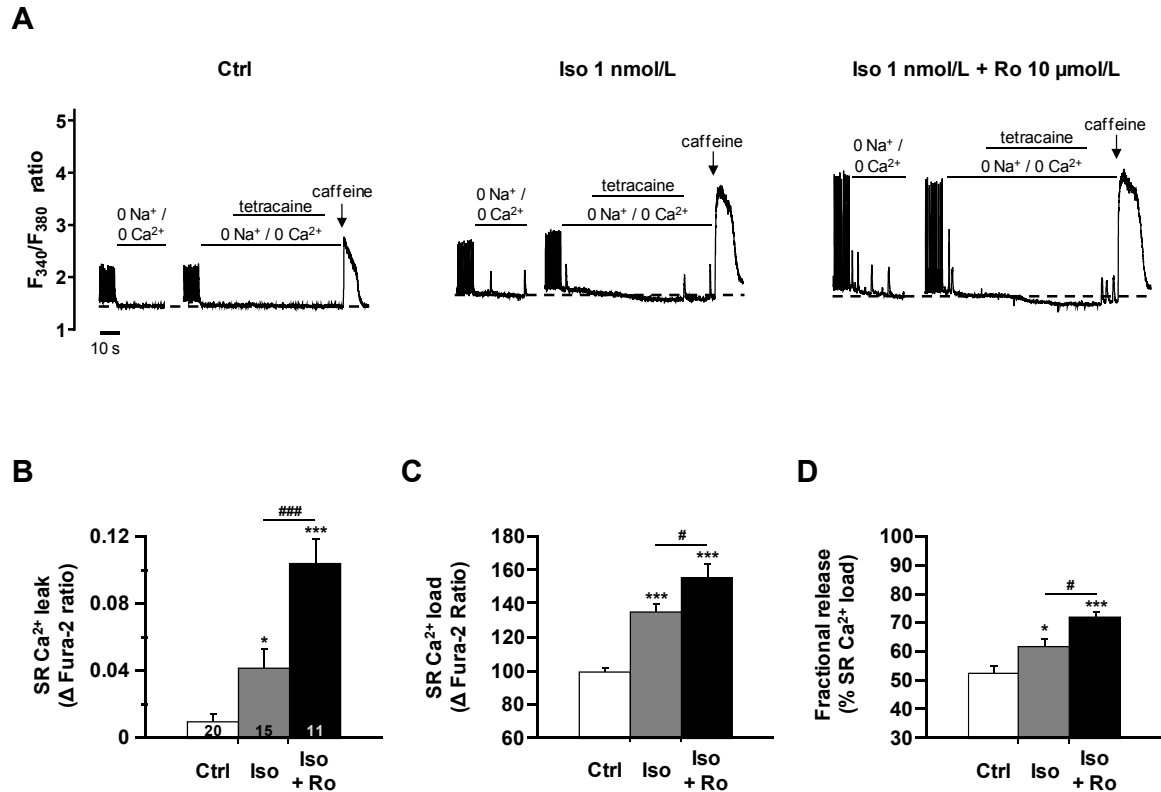 A
Ctrl
Iso 1 nmol/L
Iso 1 nmol/L + Ro 10 µmol/L
F340/F380 ratio
5
4
3
2
1
0 Na⁺ /
0 Ca²⁺
tetracaine
0 Na⁺ / 0 Ca²⁺
caffeine
10 s
0 Na⁺ /
0 Ca²⁺
tetracaine
0 Na⁺ / 0 Ca²⁺
caffeine
0 Na⁺ /
0 Ca²⁺
tetracaine
0 Na⁺ / 0 Ca²⁺
caffeine
B
SR Ca²⁺ leak
(Δ Fura-2 ratio)
0.12
0.08
0.04
0
###
*
***
20
15
11
Ctrl
Iso
Iso
+ Ro
C
SR Ca²⁺ load
(Δ Fura-2 Ratio)
180
160
140
120
100
80
60
#
***
***
Ctrl
Iso
Iso
+ Ro
D
Fractional release
(% SR Ca²⁺ load)
100
90
80
70
60
50
40
30
#
*
***
Ctrl
Iso
Iso
+ Ro